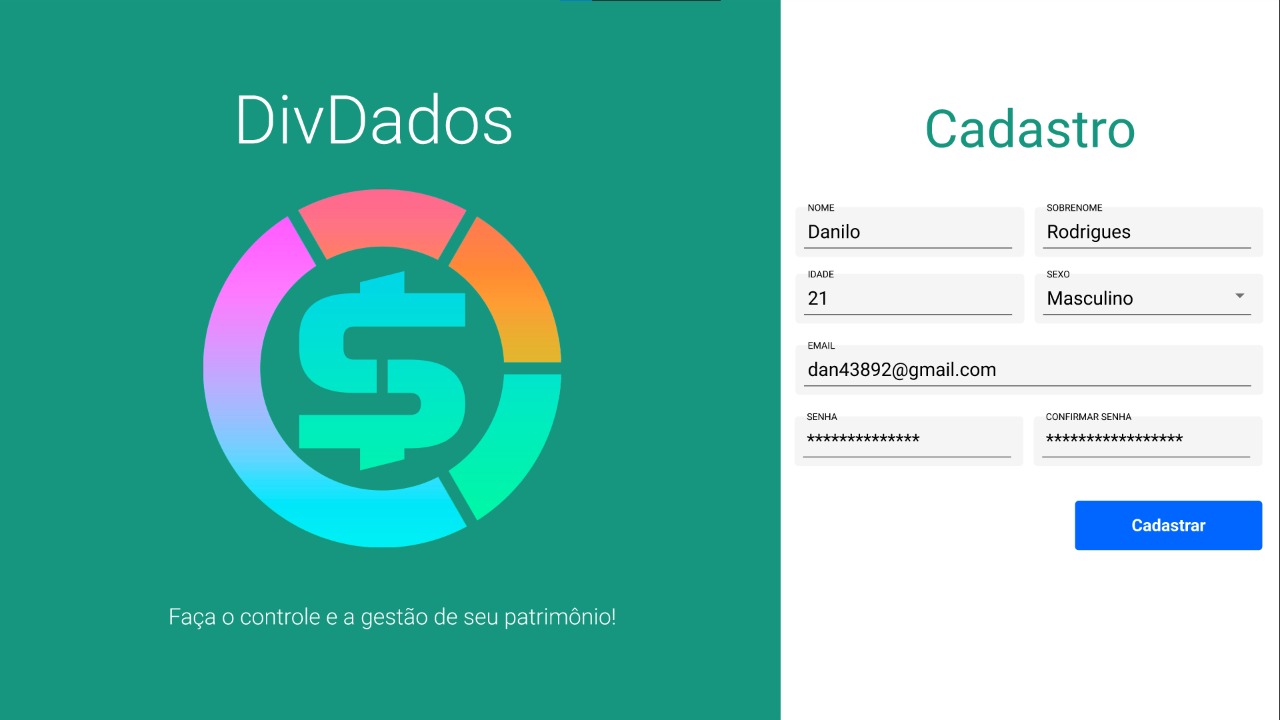 DivDados
Faça o controle e a gestão de seu patrimônio!
Cadastro
NOME
Danilo
SOBRENOME
Rodrigues
IDADE
21
SEXO
Masculino
EMAIL
dan43892@gmail.com
SENHA
**************
CONFIRMAR SENHA
*****************
Cadastrar